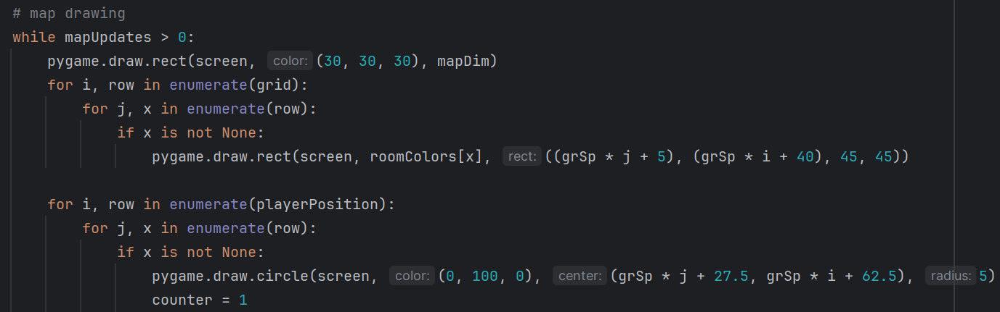 # map drawing
while mapUpdates > 0:
    pygame.draw.rect(screen, color: (30, 30, 30), mapDim)
    for i, row in enumerate(grid):
        for j, x in enumerate(row):
            if x is not None:
                pygame.draw.rect(screen, roomColors[x], rect: ((grSp * j + 5), (grSp * i + 40), 45, 45))
    for i, row in enumerate(playerPosition):
        for j, x in enumerate(row):
            if x is not None:
                pygame.draw.circle(screen, color: (0, 100, 0), center: (grSp * j + 27.5, grSp * i + 62.5), radius: 5)
                counter = 1